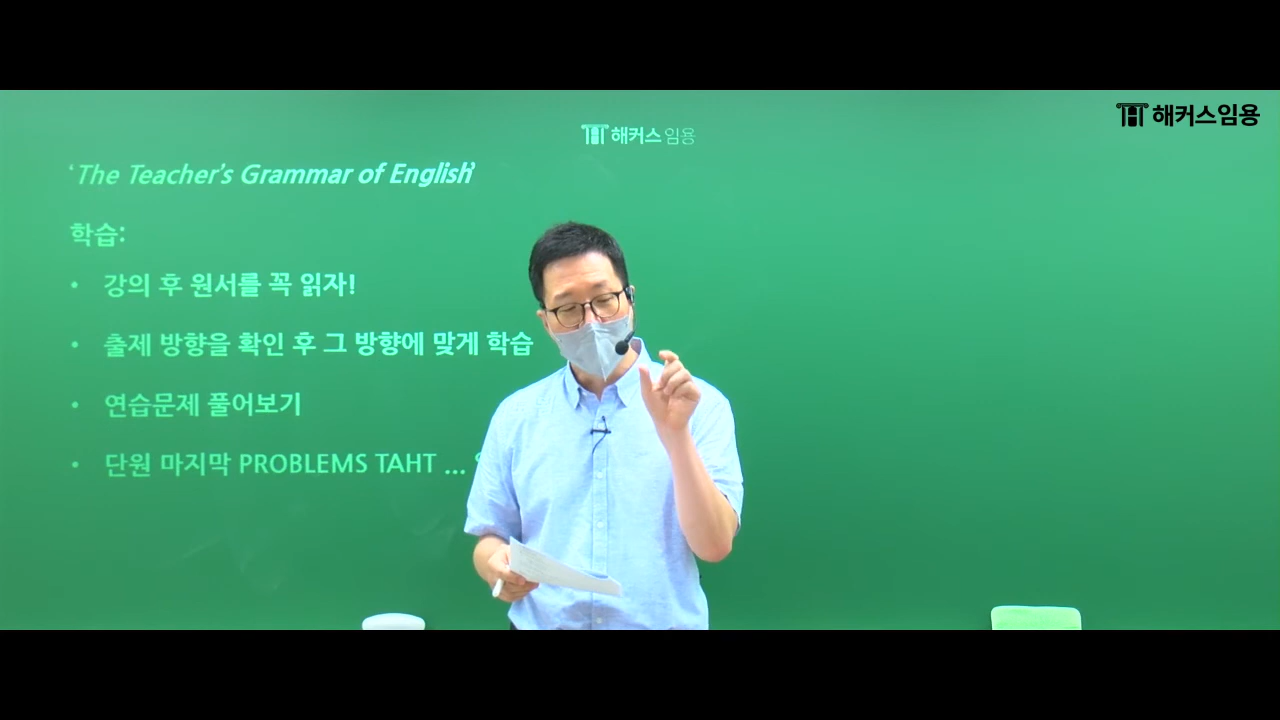 해커스임용
해커스 임용
‘The Teacher's Grammar of English’
학습:
• 강의 후 원서를 꼭 읽자!
• 출제 방향을 확인 후 그 방향에 맞게 학습
• 연습문제 풀어보기
• 단원 마지막 PROBLEMS TAHT ...